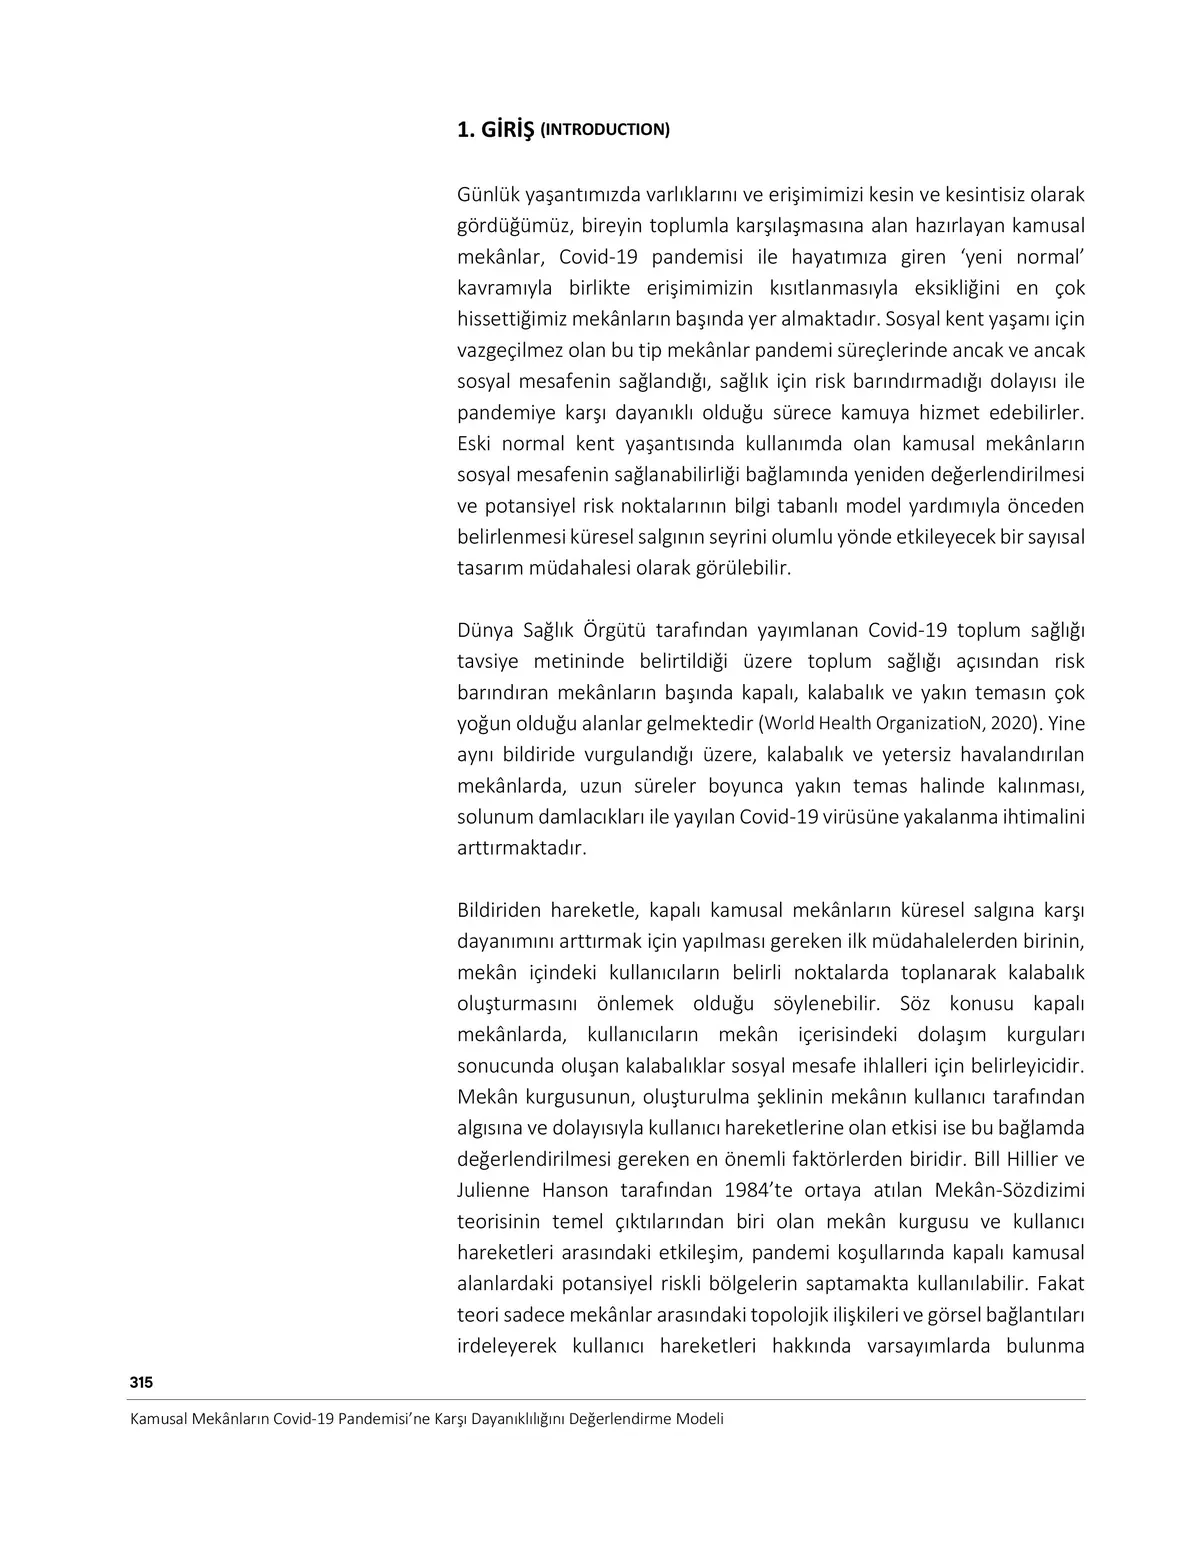 1. GİRİŞ (INTRODUCTION)
Günlük yaşantımızda varlıklarını ve erişimimizi kesin ve kesintisiz olarak
gördüğümüz, bireyin toplumla karşılaşmasına alan hazırlayan kamusal
mekânlar, Covid-19 pandemisi ile hayatımıza giren ‘yeni normal’
kavramıyla birlikte erişimimizin kısıtlanmasıyla eksikliğini en çok
hissettiğimiz mekânların başında yer almaktadır. Sosyal kent yaşamı için
vazgeçilmez olan bu tip mekânlar pandemi süreçlerinde ancak ve ancak
sosyal mesafenin sağlandığı, sağlık için risk barındırmadığı dolayısı ile
pandemiye karşı dayanıklı olduğu sürece kamuya hizmet edebilirler.
Eski normal kent yaşantısında kullanımda olan kamusal mekânların
sosyal mesafenin sağlanabilirliği bağlamında yeniden değerlendirilmesi
ve potansiyel risk noktalarının bilgi tabanlı model yardımıyla önceden
belirlenmesi küresel salgının seyrini olumlu yönde etkileyecek bir sayısal
tasarım müdahalesi olarak görülebilir.
Dünya Sağlık Örgütü tarafından yayımlanan Covid-19 toplum sağlığı
tavsiye metininde belirtildiği üzere toplum sağlığı açısından risk
barındıran mekânların başında kapalı, kalabalık ve yakın temasın çok
yoğun olduğu alanlar gelmektedir (World Health OrganizatioN, 2020). Yine
aynı bildiride vurgulandığı üzere, kalabalık ve yetersiz havalandırılan
mekânlarda, uzun süreler boyunca yakın temas halinde kalınması,
solunum damlacıkları ile yayılan Covid-19 virüsüne yakalanma ihtimalini
arttırmaktadır.
Bildiriden hareketle, kapalı kamusal mekânların küresel salgına karşı
dayanımını arttırmak için yapılması gereken ilk müdahalelerden birinin,
mekân içindeki kullanıcıların belirli noktalarda toplanarak kalabalık
oluşturmasını önlemek olduğu söylenebilir. Söz konusu kapalı
mekânlarda, kullanıcıların mekân içerisindeki dolaşım kurguları
sonucunda oluşan kalabalıklar sosyal mesafe ihlalleri için belirleyicidir.
Mekân kurgusunun, oluşturulma şeklinin mekânın kullanıcı tarafından
algısına ve dolayısıyla kullanıcı hareketlerine olan etkisi ise bu bağlamda
değerlendirilmesi gereken en önemli faktörlerden biridir. Bill Hillier ve
Julienne Hanson tarafından 1984’te ortaya atılan Mekân-Sözdizimi
teorisinin temel çıktılarından biri olan mekân kurgusu ve kullanıcı
hareketleri arasındaki etkileşim, pandemi koşullarında kapalı kamusal
alanlardaki potansiyel riskli bölgelerin saptamakta kullanılabilir. Fakat
teori sadece mekânlar arasındaki topolojik ilişkileri ve görsel bağlantıları
irdeleyerek kullanıcı hareketleri hakkında varsayımlarda bulunma
315
Kamusal Mekânların Covid-19 Pandemisi’ne Karşı Dayanıklılığını Değerlendirme Modeli